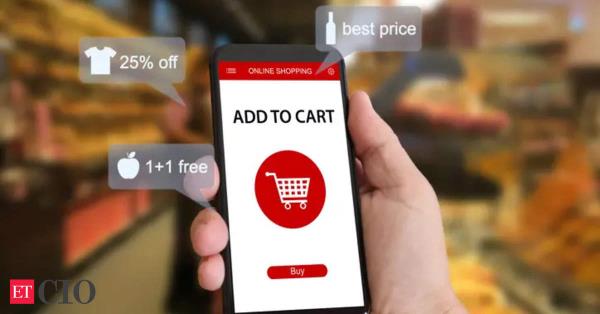 best price
25% off
ONLINE SHOPPING
ADD TO CART
1+1 free
Buy
ET CIO